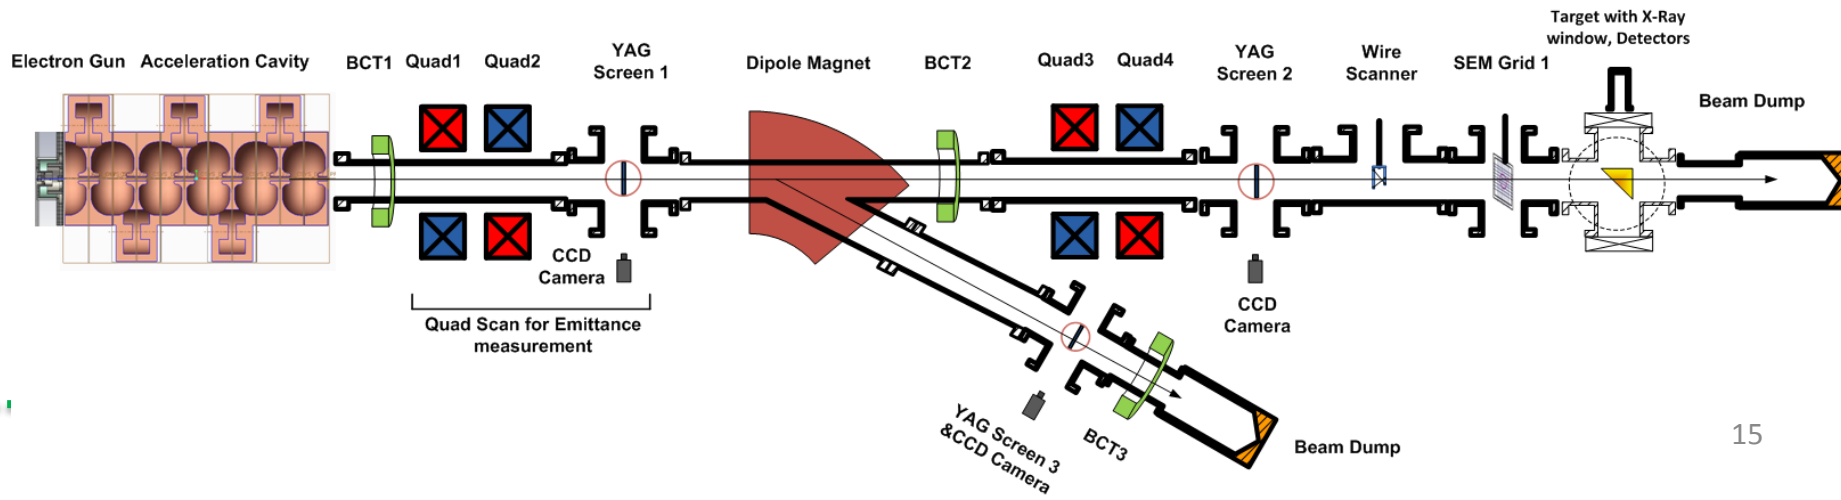 Electron Gun
Acceleration Cavity
BCT1
Quad1
Quad2
YAG
Screen 1
Dipole Magnet
BCT2
Quad3
Quad4
YAG
Screen 2
Wire
Scanner
SEM Grid 1
Target with X-Ray
window, Detectors
Beam Dump
CCD
Camera
Quad Scan for Emittance
measurement
CCD
Camera
YAG Screen 3
&CCD Camera
BCT3
Beam Dump
15